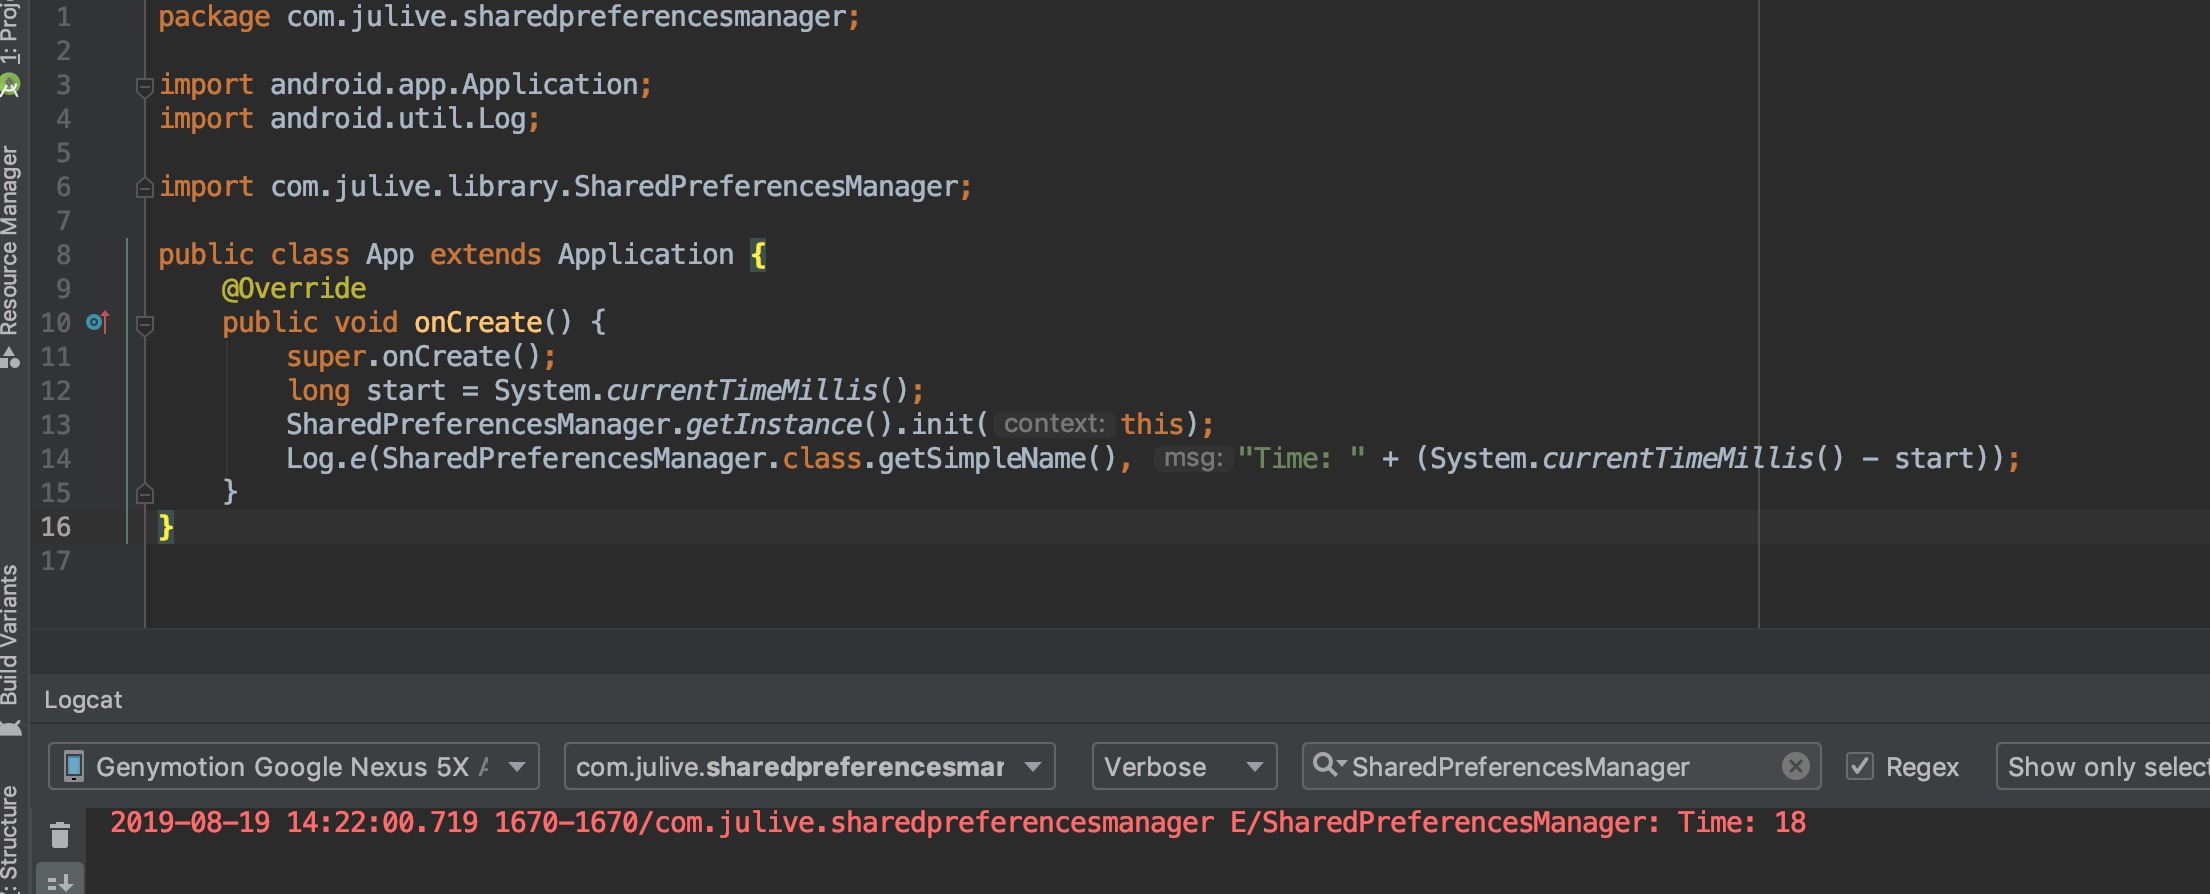 1: Proj
Resource Manager
Build Variants
Structure
1 package com.julive.sharedpreferencesmanager;
2
3 import android.app.Application;
4 import android.util.Log;
5
6 import com.julive.library.SharedPreferencesManager;
7
8 public class App extends Application {
9 @Override
10 public void onCreate() {
11 super.onCreate();
12 long start = System.currentTimeMillis();
13 SharedPreferencesManager.getInstance().init( context: this);
14 Log.e(SharedPreferencesManager.class.getSimpleName(), msg: "Time: " + (System.currentTimeMillis() - start));
15 }
16 }
17
Logcat
Genymotion Google Nexus 5X com.julive.sharedpreferencesmar Verbose SharedPreferencesManager Regex Show only select
2019-08-19 14:22:00.719 1670-1670/com.julive.sharedpreferencesmanager E/SharedPreferencesManager: Time: 18